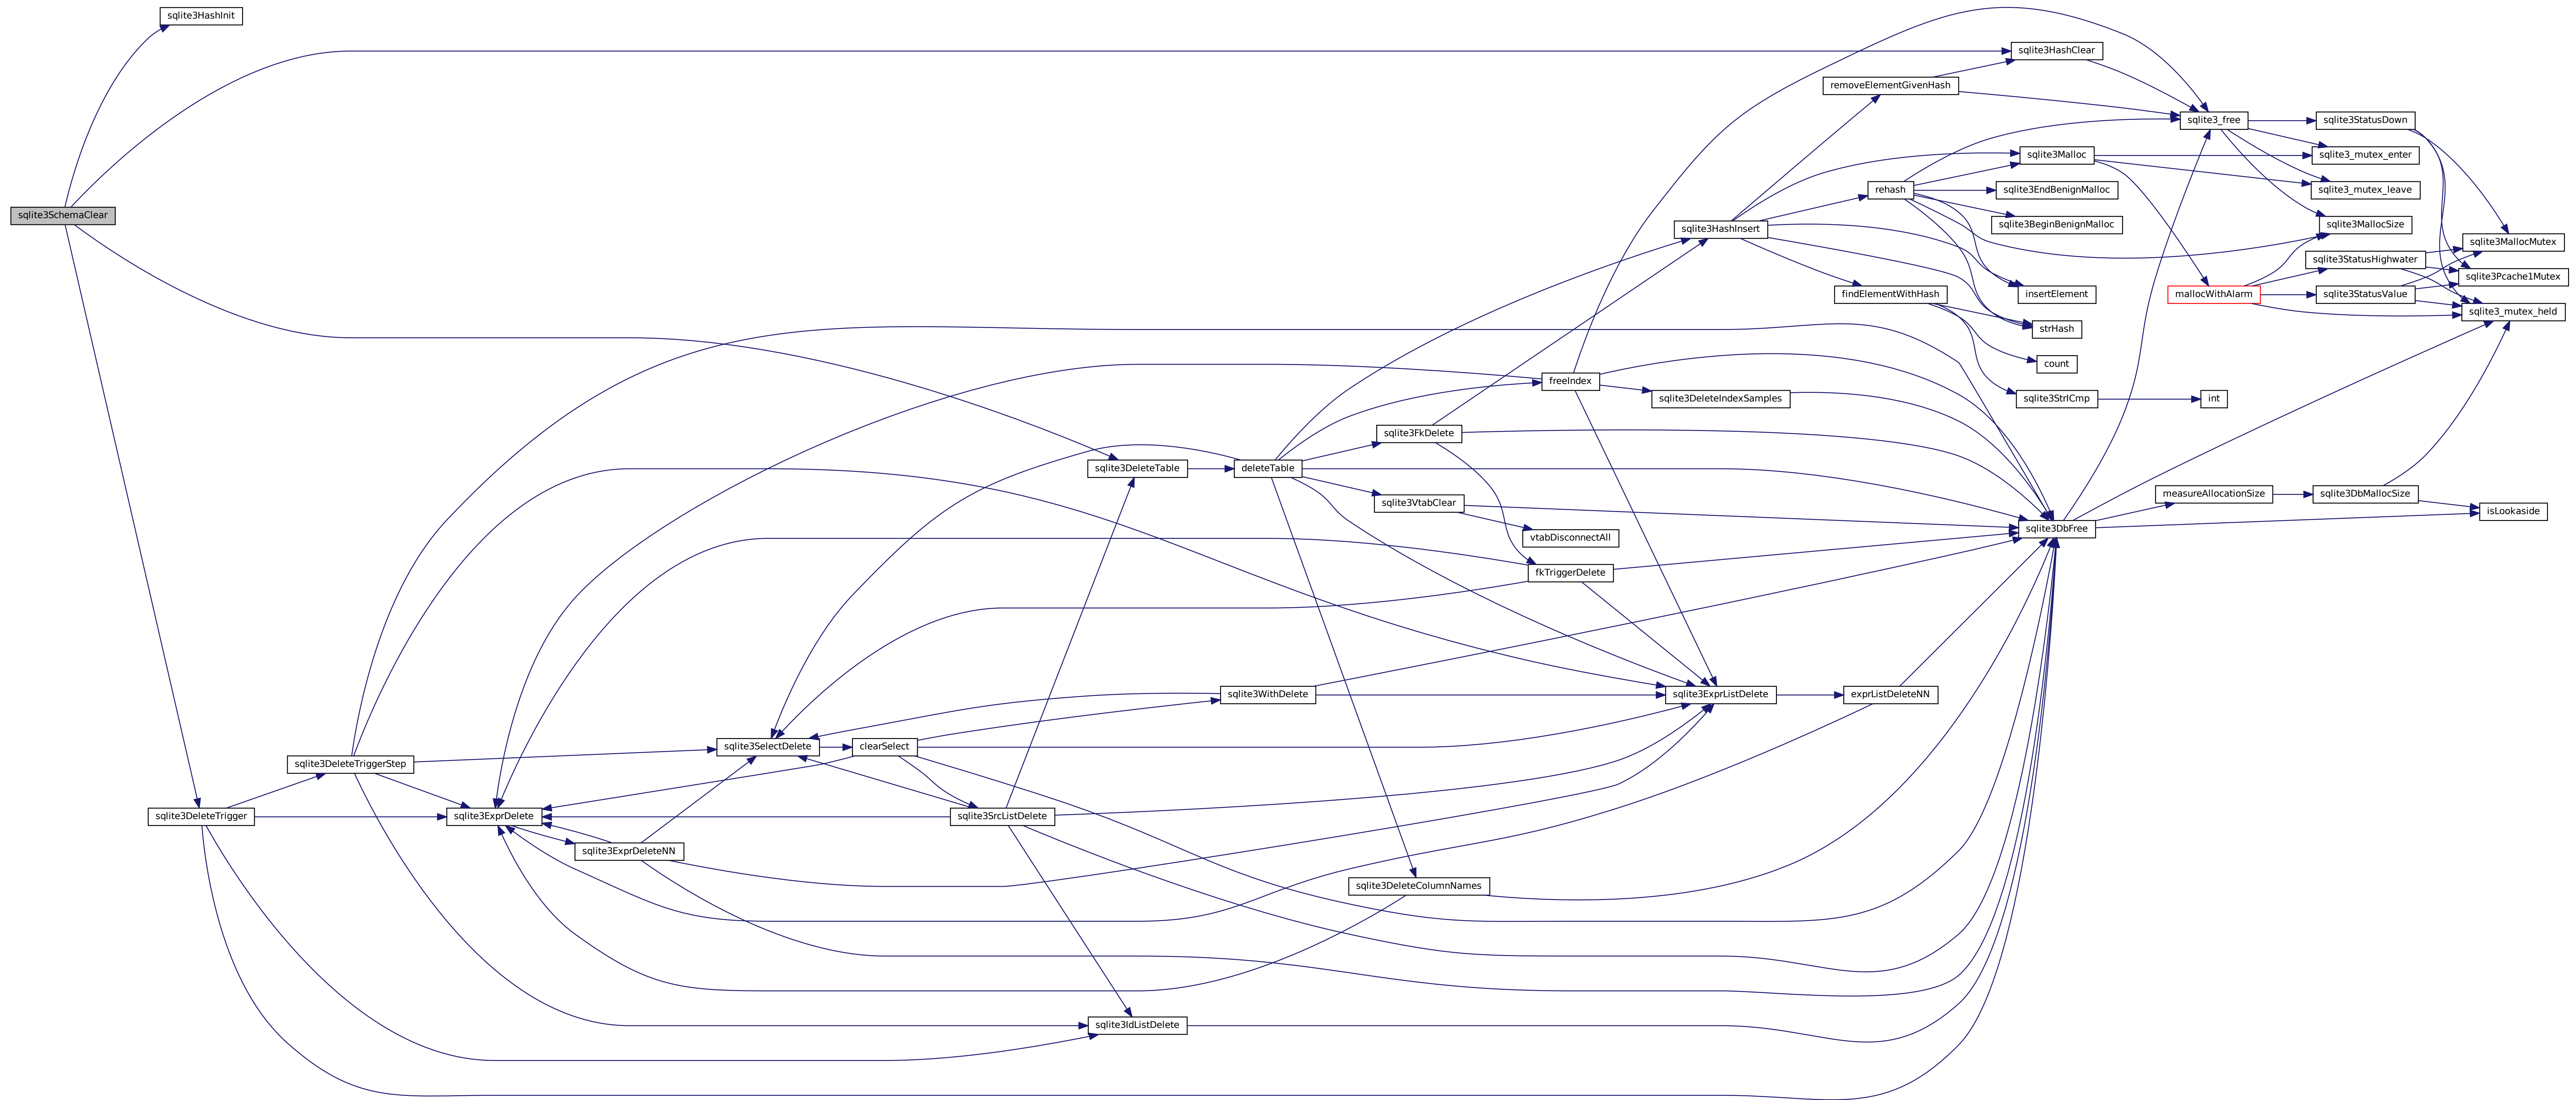 sqlite3HashInit
sqlite3HashClear
removeElementGivenHash
sqlite3_free
sqlite3StatusDown
sqlite3Malloc
sqlite3_mutex_enter
rehash
sqlite3EndBenignMalloc
sqlite3_mutex_leave
sqlite3SchemaClear
sqlite3HashInsert
sqlite3BeginBenignMalloc
sqlite3MallocSize
sqlite3MallocMutex
sqlite3StatusHighwater
sqlite3Pcache1Mutex
findElementWithHash
insertElement
mallocWithAlarm
sqlite3StatusValue
sqlite3_mutex_held
strHash
count
freeIndex
sqlite3DeleteIndexSamples
sqlite3StrICmp
int
sqlite3FkDelete
sqlite3DeleteTable
deleteTable
sqlite3VtabClear
measureAllocationSize
sqlite3DbMallocSize
isLookaside
sqlite3DbFree
vtabDisconnectAll
fkTriggerDelete
sqlite3WithDelete
sqlite3ExprListDelete
exprListDeleteNN
sqlite3SelectDelete
clearSelect
sqlite3DeleteTriggerStep
sqlite3DeleteTrigger
sqlite3ExprDelete
sqlite3SrcListDelete
sqlite3ExprDeleteNN
sqlite3DeleteColumnNames
sqlite3IdListDelete